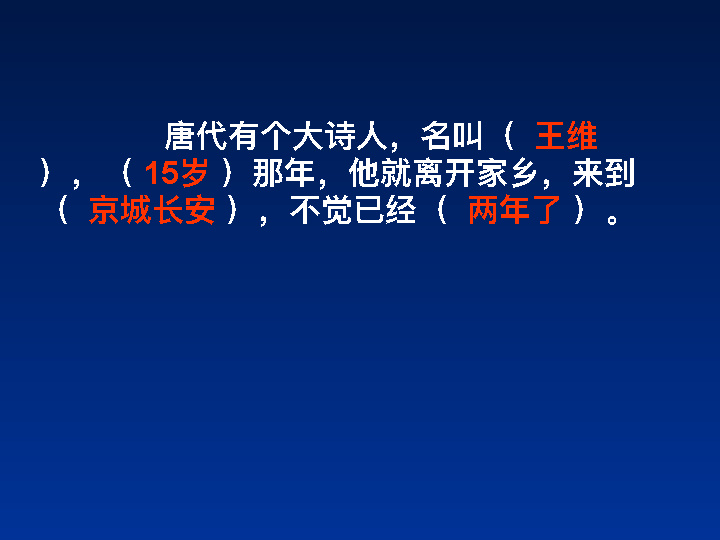 唐代有个大诗人，名叫（ 王维
），（ 15岁 ）那年，他就离开家乡，来到
（ 京城长安 ），不觉已经（ 两年了 ）。